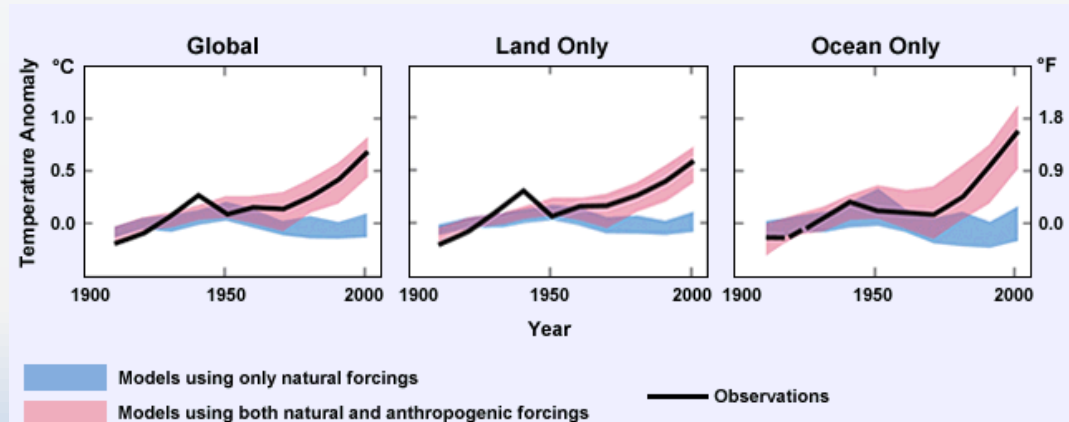 Global
Land Only
Ocean Only
Temperature Anomaly
°C
°F
1.0
0.5
0.0
1.8
0.9
0.0
1900 1950 2000
1900 1950 2000
1900 1950 2000
Year
Models using only natural forcings
Models using both natural and anthropogenic forcings
Observations